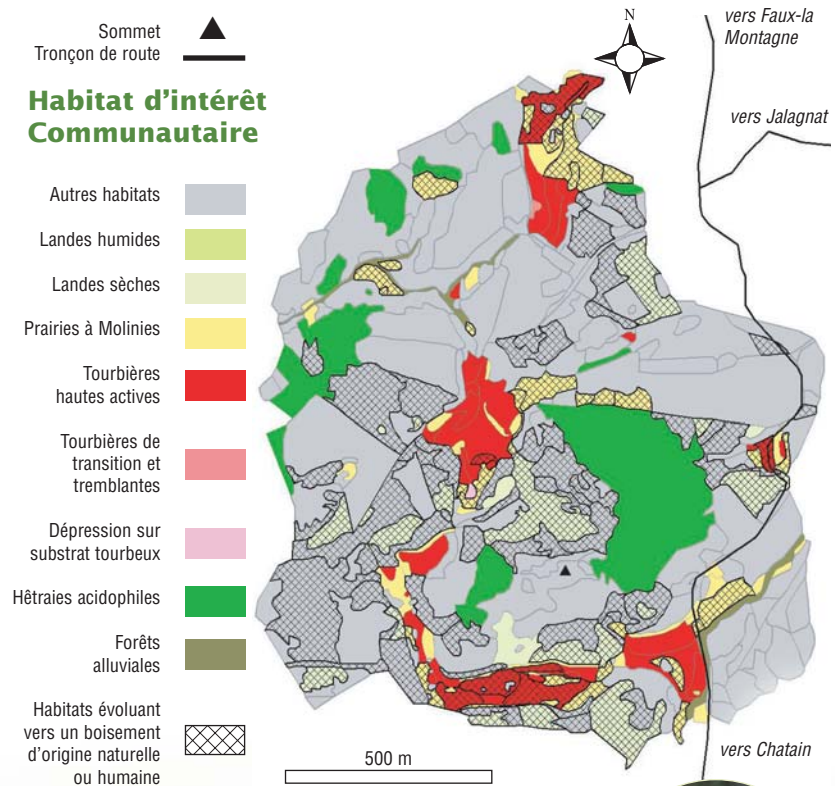 Sommet
Tronçon de route
N
vers Faux-la
Montagne
vers Jalagnat
Habitat d'intérêt
Communautaire
Autres habitats
Landes humides
Landes sèches
Prairies à Molinies
Tourbières
hautes actives
Tourbières de
transition et
tremblantes
Dépression sur
substrat tourbeux
Hêtraies acidophiles
Forêts
alluviales
Habitats évoluant
vers un boisement
d'origine naturelle
ou humaine
500 m
vers Chatain